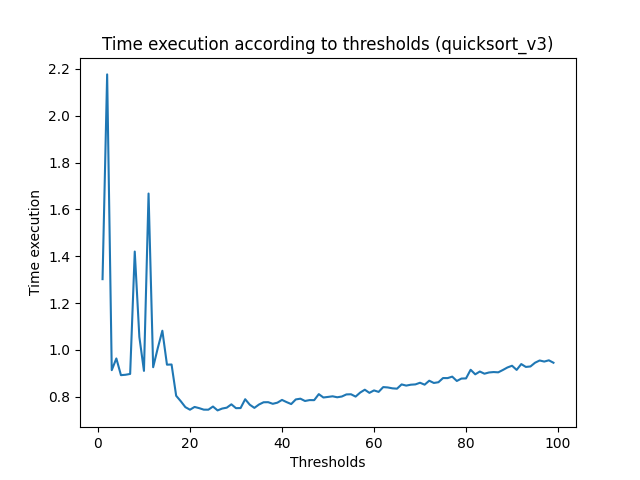 Time execution according to thresholds (quicksort_v3)
2.2
2.0
1.8
1.6
1.4
1.2
1.0
0.8
Time execution
0 20 40 60 80 100
Thresholds